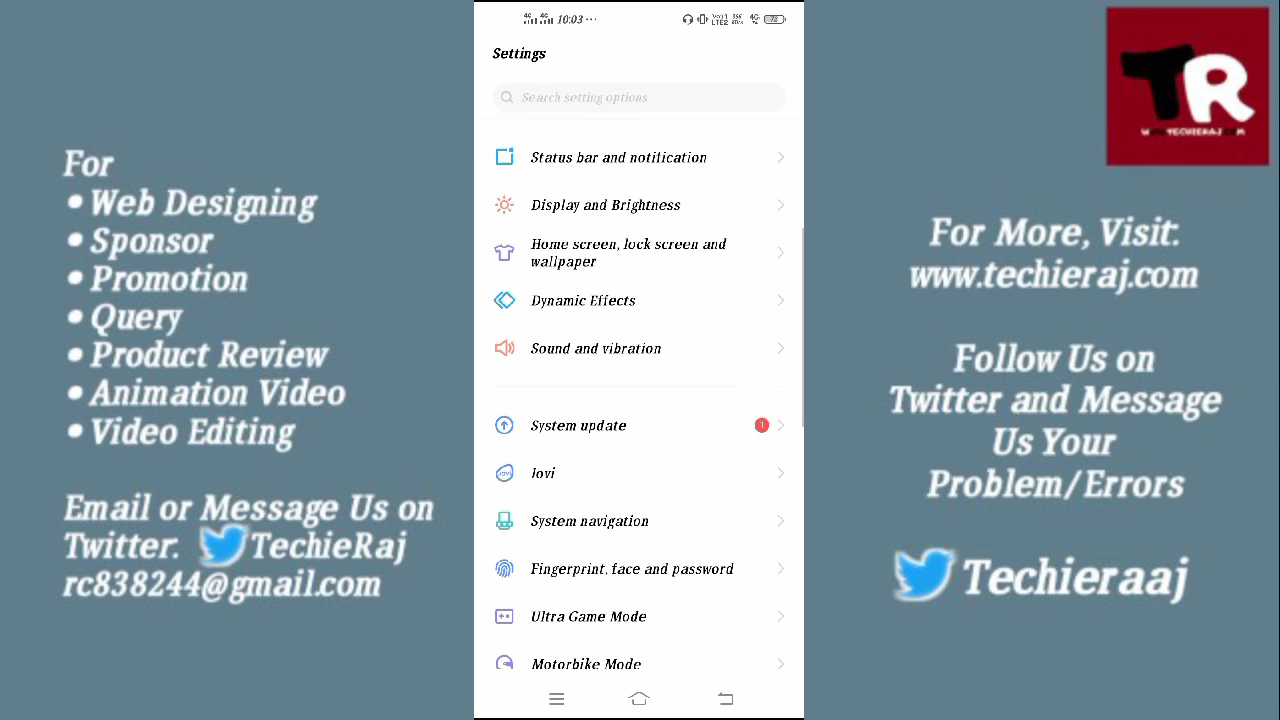 For
• Web Designing
• Sponsor
• Promotion
• Query
• Product Review
• Animation Video
• Video Editing
Email or Message Us on
Twitter. TechieRaj
rc838244@gmail.com
10:03 ...
Settings
Search setting options
Status bar and notification
Display and Brightness
Home screen, lock screen and
wallpaper
Dynamic Effects
Sound and vibration
System update
1
Jovi
System navigation
Fingerprint, face and password
Ultra Game Mode
Motorbike Mode
TR
For More, Visit:
www.techieraj.com
Follow Us on
Twitter and Message
Us Your
Problem/Errors
Techieraaj